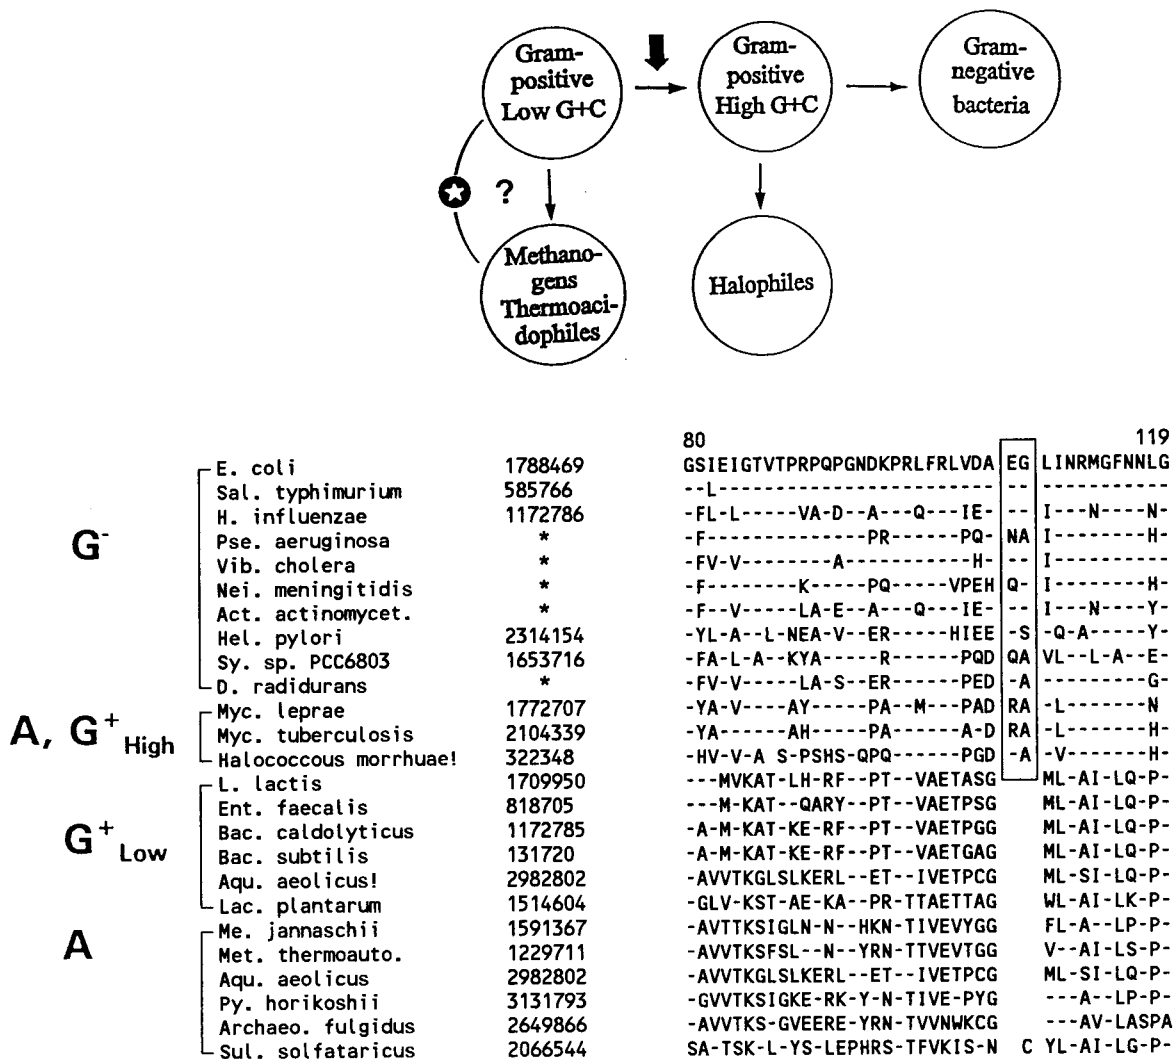 Gram-
positive
Low G+C
Gram-
positive
High G+C
Gram-
negative
bacteria
?
Methano-
gens
Thermoaci-
dophiles
Halophiles
80 119
E. coli 1788469 GSIEIGTVTPRPQPGNDKPRLFRLVDA EG LINRMGFNNLG
Sal. typhimurium 585766 --L------------------------ -- -----------
H. influenzae 1172786 -FL-L-----VA-D--A---Q--IE- -- I---N----N-
G-
Pse. aeruginosa * -F-------------PR------PQ- NA I--------H-
Vib. cholera * -FV-V--------A--------H- -- I----------
Nei. meningitidis * -F--------K-----PQ-----VPEH Q- I--------H-
Act. actinomycet. * -F--V------LA-E--A---Q--IE- -- I---N----Y-
Hel. pylori 2314154 -YL-A--L-NEA-V--ER------HIEE -S -Q-A-----Y-
Sy. sp. PCC6803 1653716 -FA-L-A--KYA-----R------PQD QA VL--L-A--E-
D. radidurans * -FV-V------LA-S--ER------PED -A ---------G-
A, G+ High
Myc. leprae 1772707 -YA-V----AY-----PA---M---PAD RA -L-------N
Myc. tuberculosis 2104339 -YA-------AH-----PA-------A-D RA -L-------H-
Halococcous morrhuae! 322348 -HV-V-A S-PSHS-QPQ------PGD -A -V-------H-
L. lactis 1709950 ---MVKAT-LH-RF--PT--VAETASG ML-AI-LQ-P-
Ent. faecalis 818705 ---M-KAT--QARY--PT--VAETPSG ML-AI-LQ-P-
G+ Low
Bac. caldolyticus 1172785 -A-M-KAT-KE-RF--PT--VAETPGG ML-AI-LQ-P-
Bac. subtilis 131720 -A-M-KAT-KE-RF--PT--VAETGAG ML-AI-LQ-P-
Aqu. aeolicus! 2982802 -AVVTKGLSLKERL--ET--IVETPCG ML-SI-LQ-P-
Lac. plantarum 1514604 -GLV-KST-AE-KA--PR-TTAETTAG WL-AI-LK-P-
A
Me. jannaschii 1591367 -AVTTKSIGLN-N--HKN-TIVEVYGG FL-A--LP-P-
Met. thermoauto. 1229711 -AVVTKSFSL--N--YRN-TTVEVTGG V--AI-LS-P-
Aqu. aeolicus 2982802 -AVVTKGLSLKERL--ET--IVETPCG ML-SI-LQ-P-
Py. horikoshii 3131793 -GVVTKSIGKE-RK-Y-N-TIVE-PYG ---A--LP-P-
Archaeo. fulgidus 2649866 -AVVTKS-GVEERE-YRN-TVVNWKCG ---AV-LASPA
Sul. solfataricus 2066544 SA-TSK-L-YS-LEPHRS-TFVKIS-N C YL-AI-LG-P-